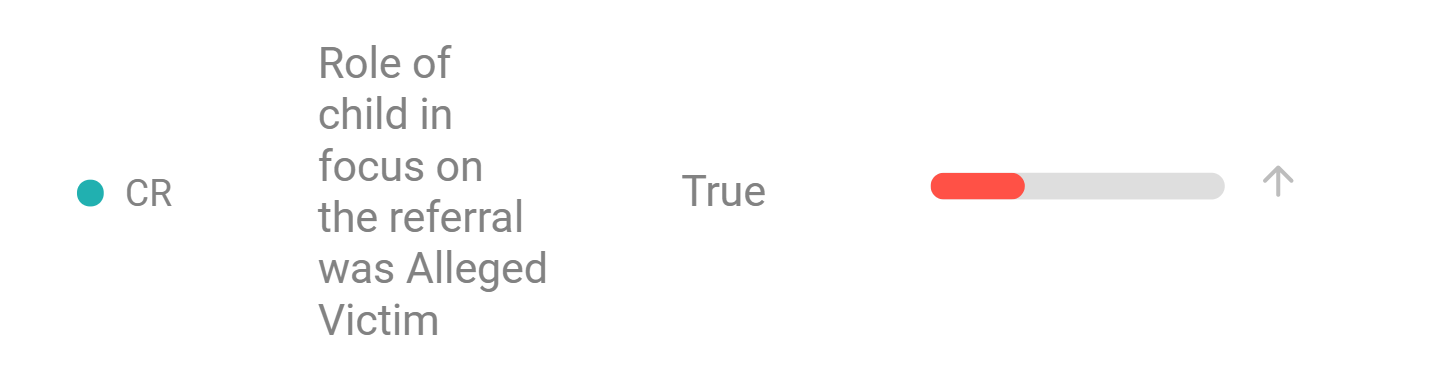 CR
Role of
child in
focus on
the referral
was Alleged
Victim
True